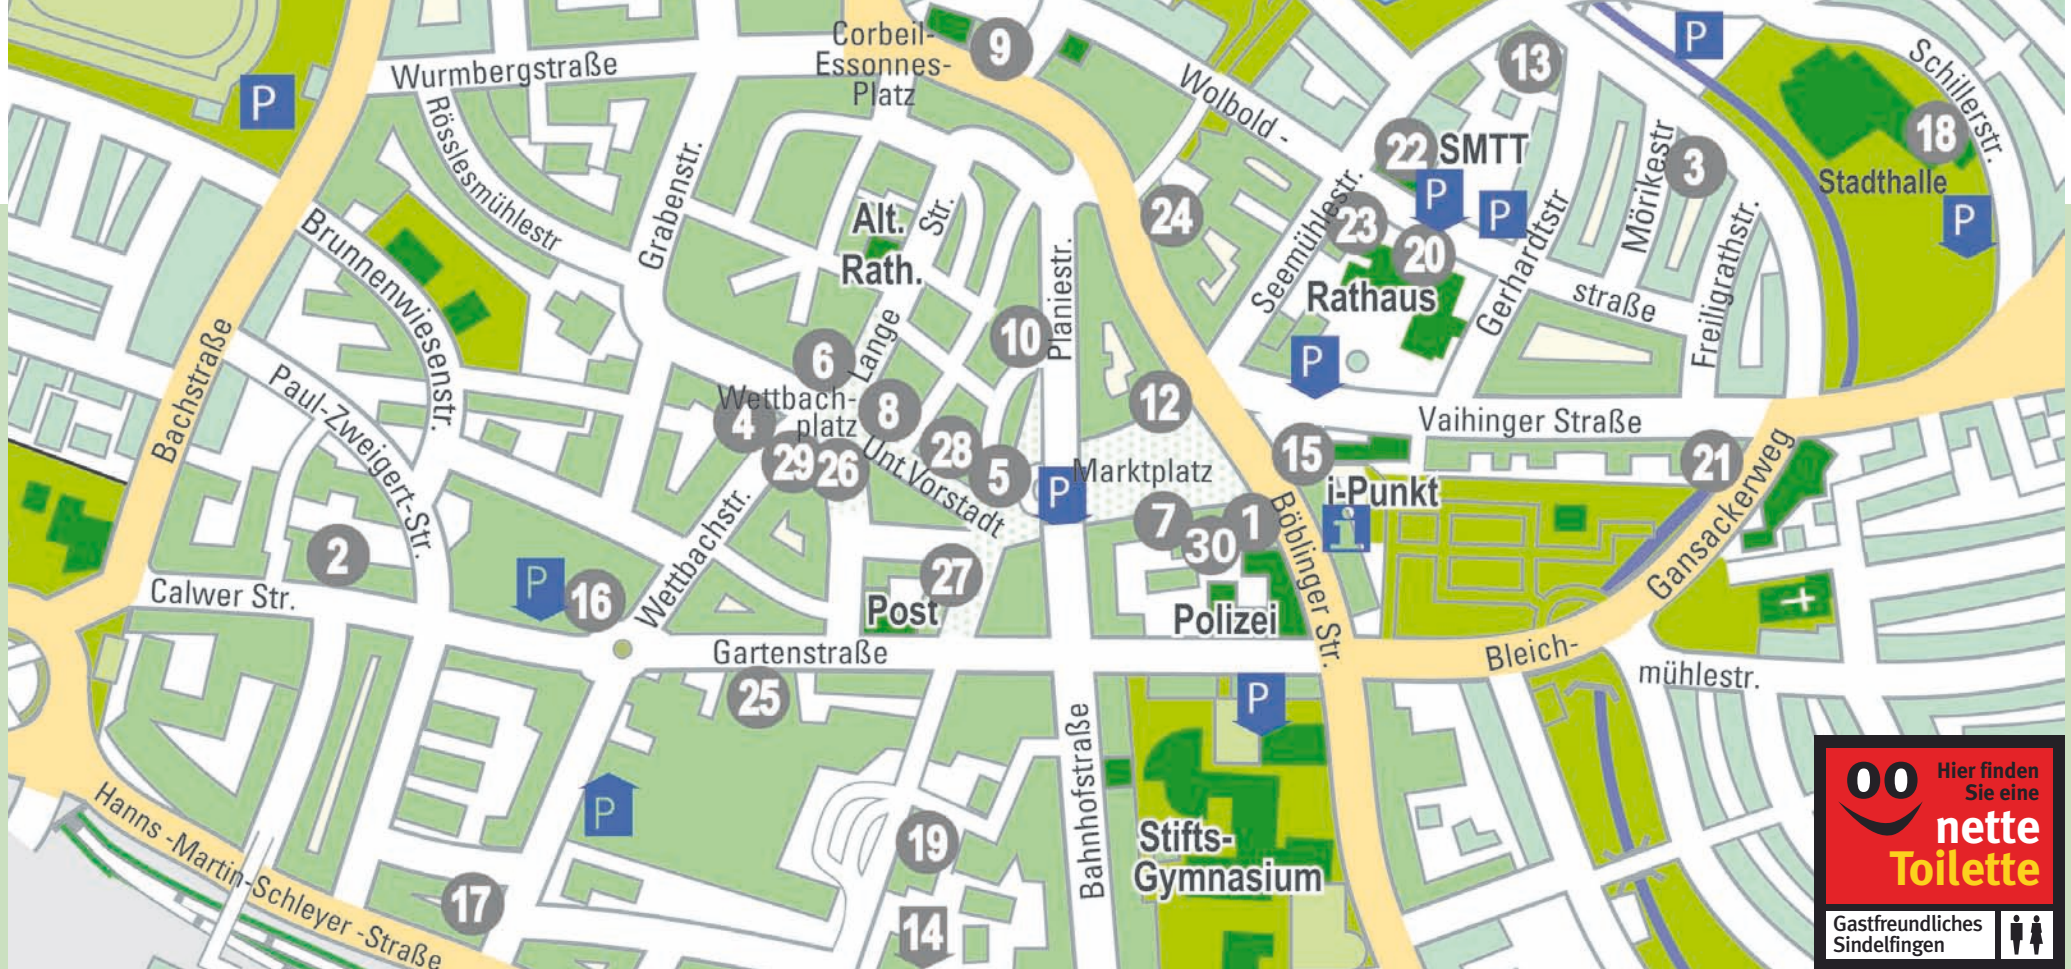 Corbeil-
Essonnes-
Platz
9
Wurmbergstraße
P
Rösslesmühlestr
Grabenstr.
Wolbold -
13
P
Schillerstr.
18
Stadthalle
P
22
SMTT
P
P
Mörikestr
3
Freiligrathstr.
Seemühlestr.
23
20
Rathaus
Gerhardtstr
straße
24
Alt.
Rath.
Str.
Lange
Planiestr.
10
6
Wettbach-
platz
4
8
29
26
Unt.Vorstadt
28
5
P
Marktplatz
12
P
Vaihinger Straße
15
i-Punkt
i
21
Gansackerweg
7
30
1
Böblinger Str.
Polizei
Brunnenwiesenstr.
Bachstraße
Paul-Zweigert-Str.
2
Calwer Str.
P
16
Wettbachstr.
27
Post
Gartenstraße
25
Bleich-
mühlestr.
P
Bahnhofstraße
Stifts-
Gymnasium
P
19
14
17
Hanns -Martin-Schleyer -Straße
Hier finden
Sie eine
nette
Toilette
Gastfreundliches
Sindelfingen